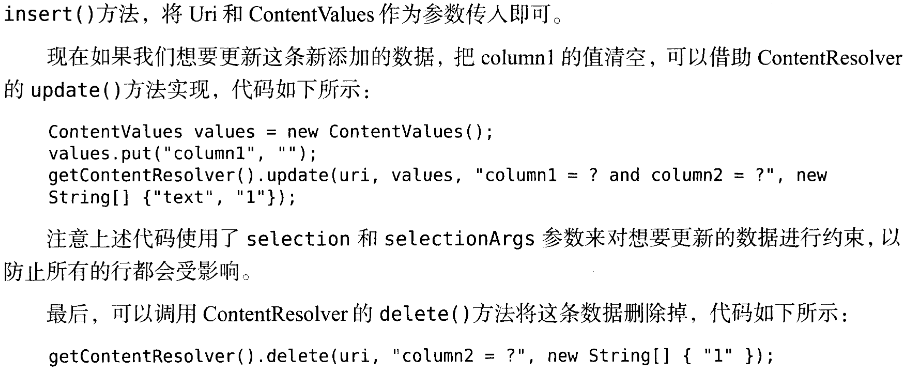 insert()方法，将 Uri 和 ContentValues 作为参数传入即可。
现在如果我们想要更新这条新添加的数据，把 column1 的值清空，可以借助 ContentResolver
的 update()方法实现，代码如下所示：
ContentValues values = new ContentValues();
values.put("column1", "");
getContentResolver().update(uri, values, "column1 = ? and column2 = ?", new
String[] {"text", "1"});
注意上述代码使用了 selection 和 selectionArgs 参数来对想要更新的数据进行约束，以
防止所有的行都会受影响。
最后，可以调用 ContentResolver 的 delete()方法将这条数据删除掉，代码如下所示：
getContentResolver().delete(uri, "column2 = ?", new String[] { "1" });